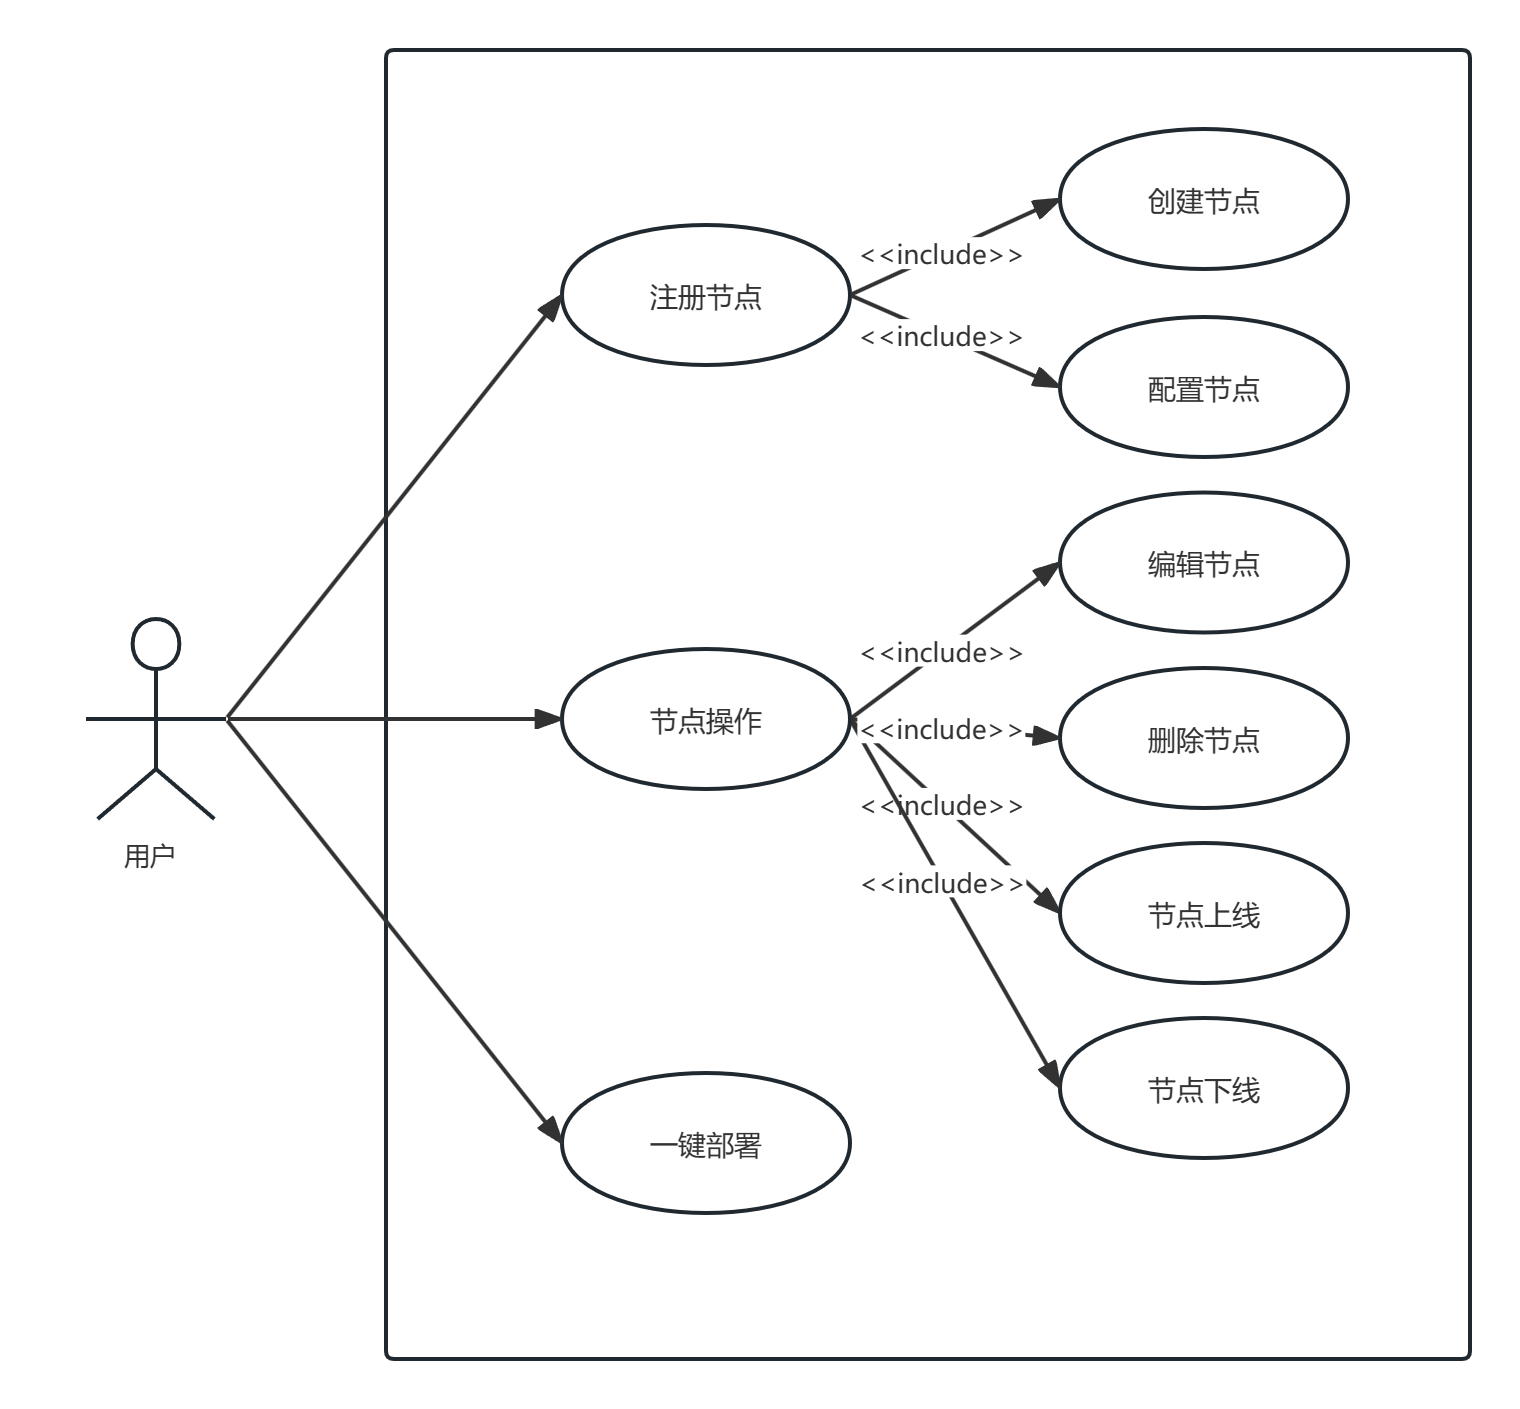 创建节点
<<include>>
注册节点
<<include>>
配置节点
编辑节点
<<include>>
节点操作
<<include>>
删除节点
<<include>>
用户
<<include>>
节点上线
节点下线
一键部署